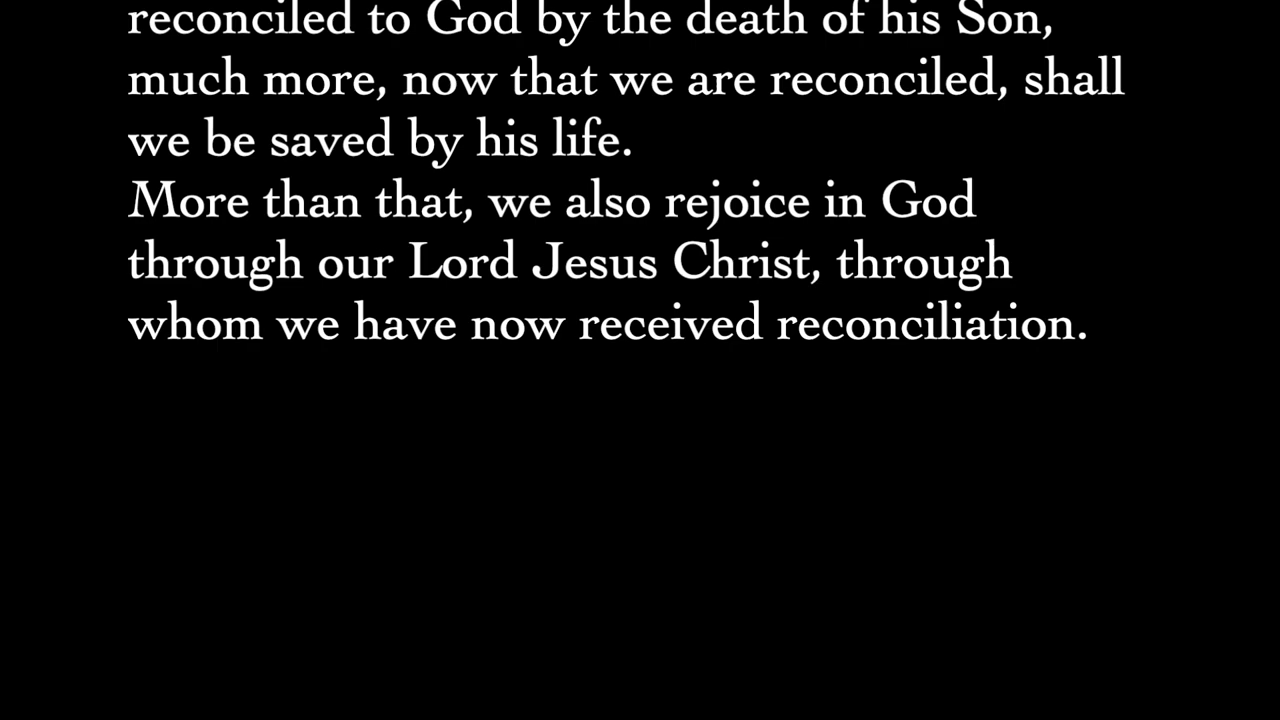 reconciled to God by the death of his Son,
much more, now that we are reconciled, shall
we be saved by his life.
More than that, we also rejoice in God
through our Lord Jesus Christ, through
whom we have now received reconciliation.